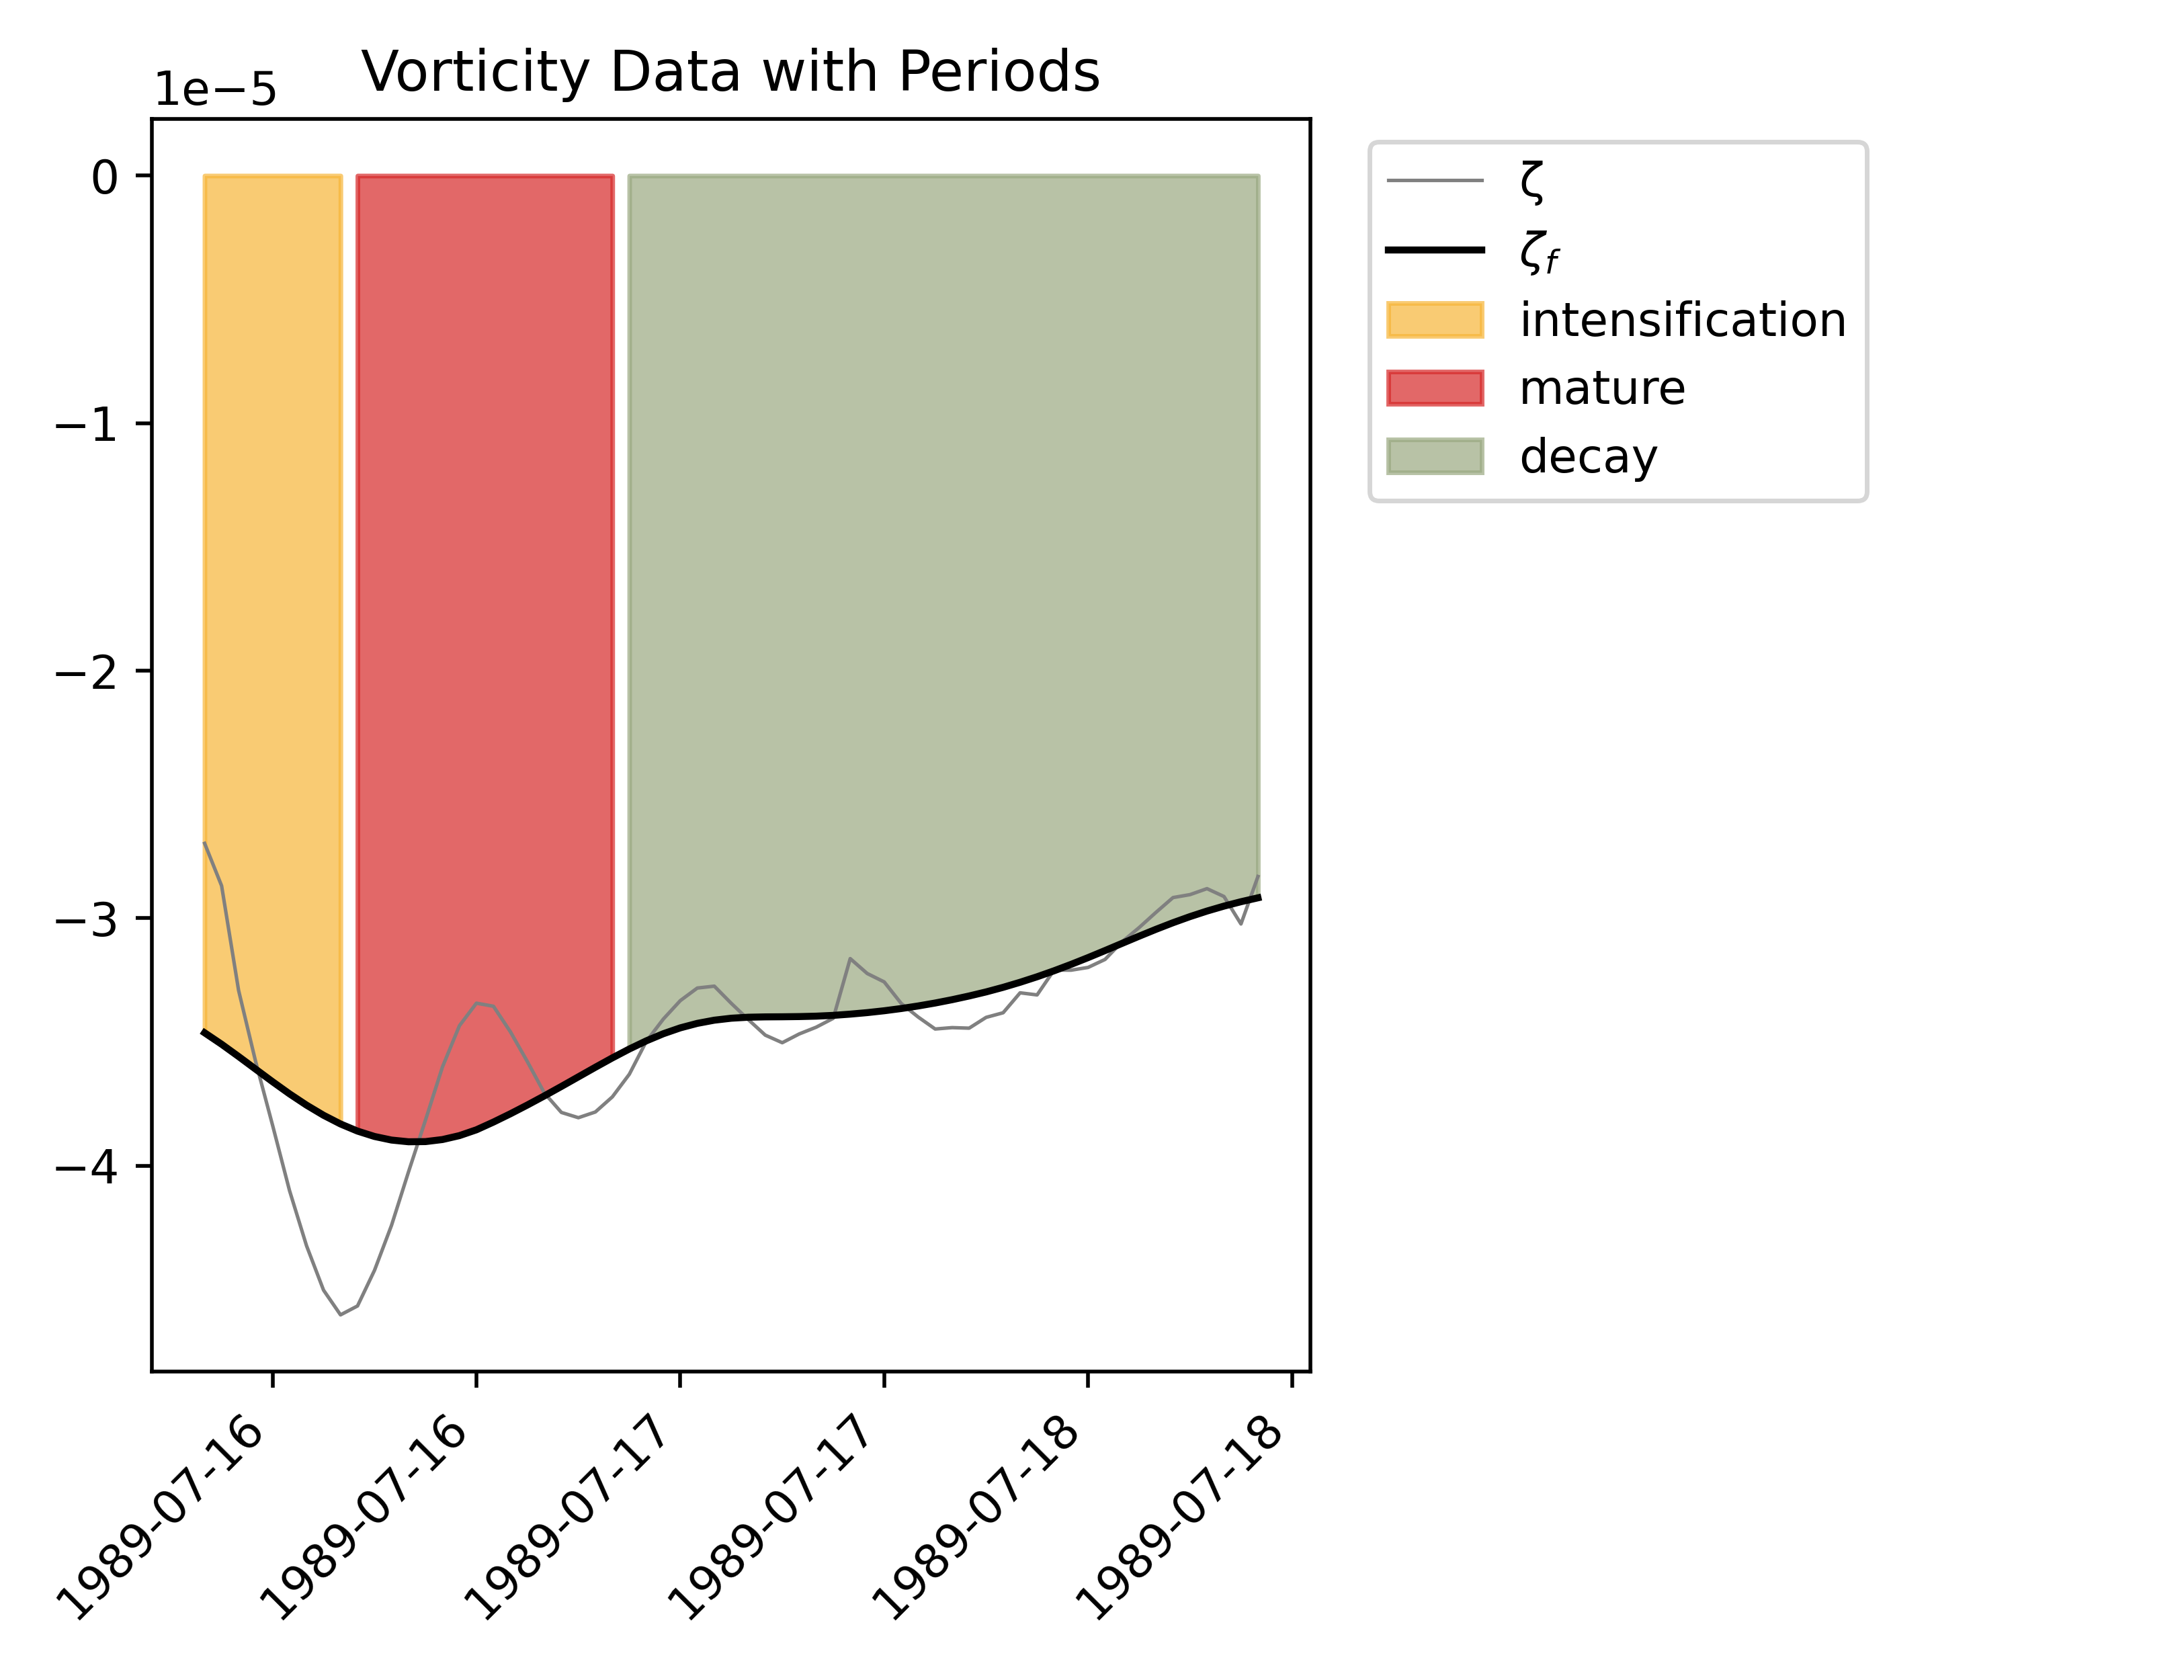 Vorticity Data with Periods
1e−5
0
−1
−2
−3
−4
1989-07-16
1989-07-16
1989-07-17
1989-07-17
1989-07-18
1989-07-18
ζ
ζf
intensification
mature
decay